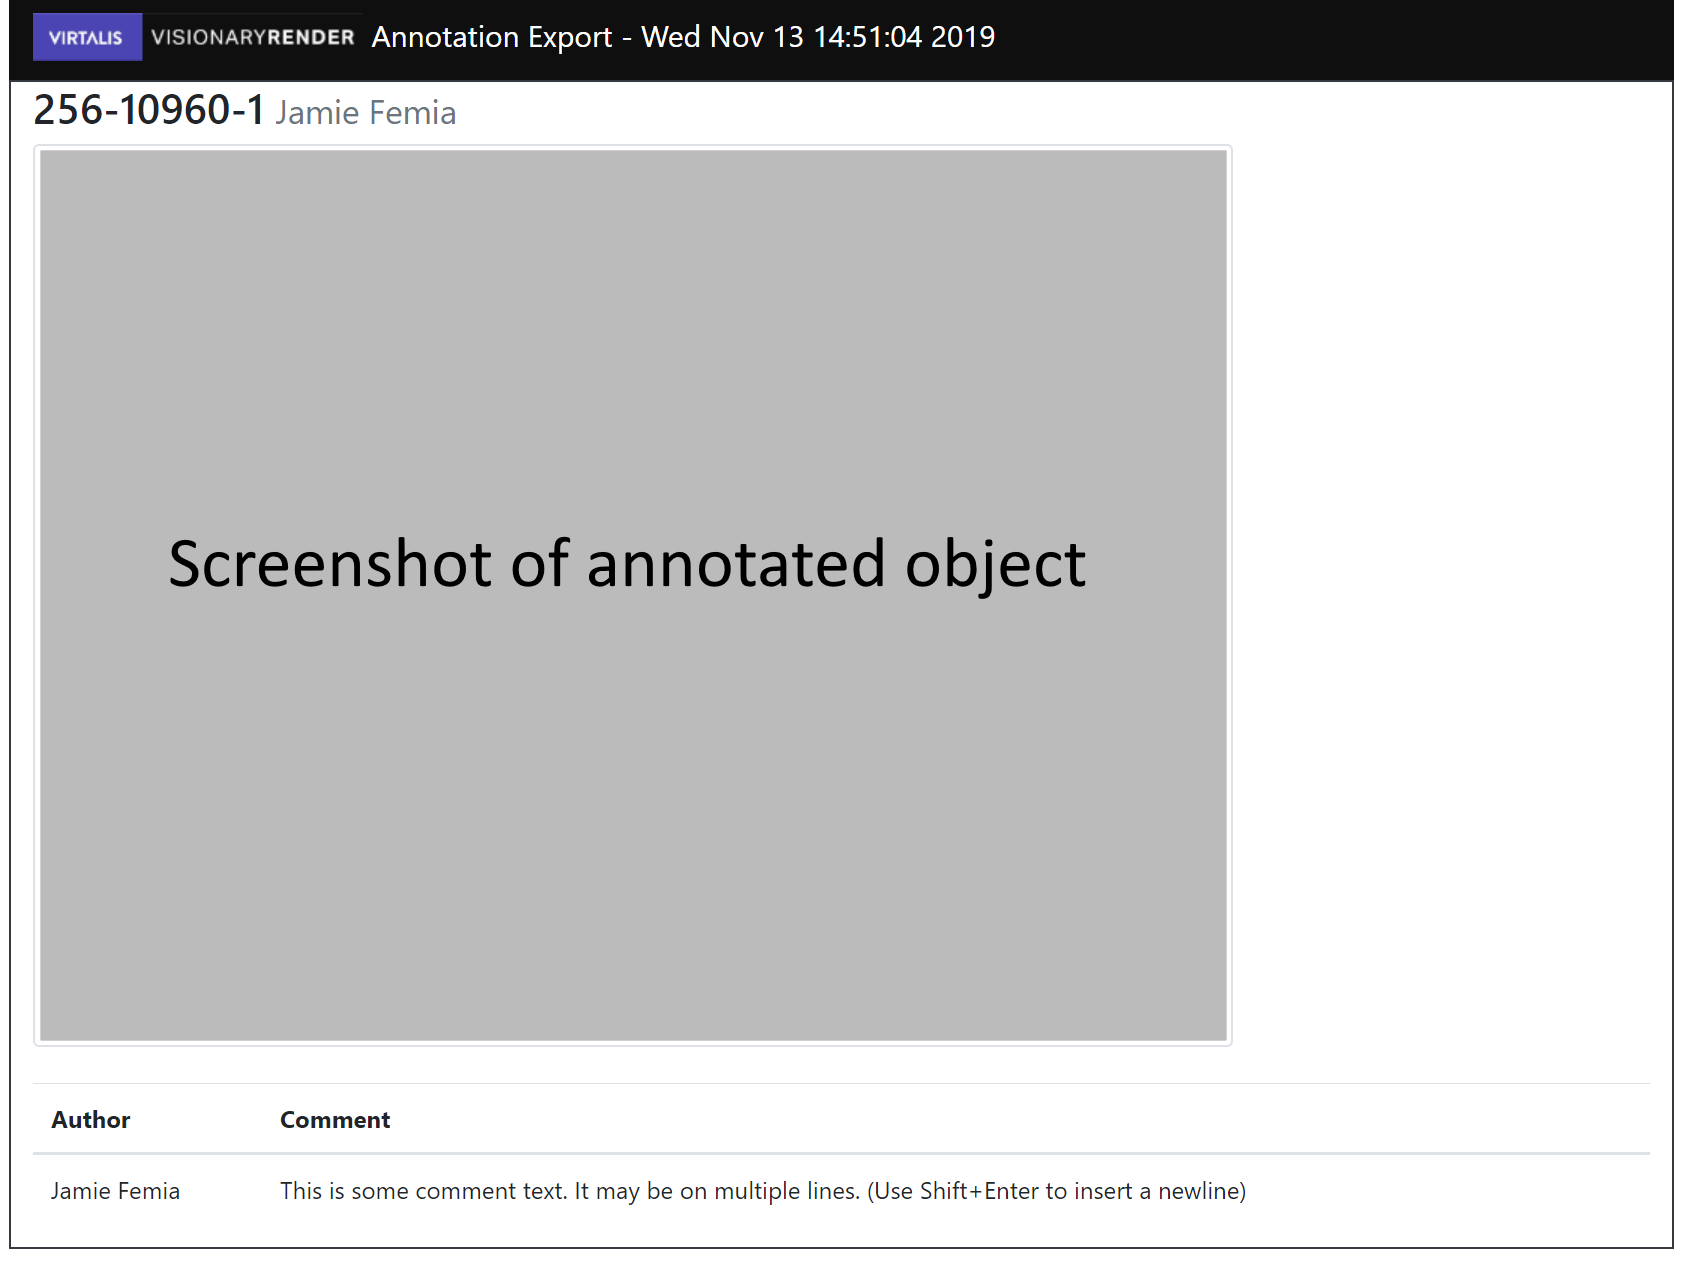 VIRTALIS VISIONARYRENDER Annotation Export - Wed Nov 13 14:51:04 2019
256-10960-1 Jamie Femia
Screenshot of annotated object
Author Comment
Jamie Femia This is some comment text. It may be on multiple lines. (Use Shift+Enter to insert a newline)